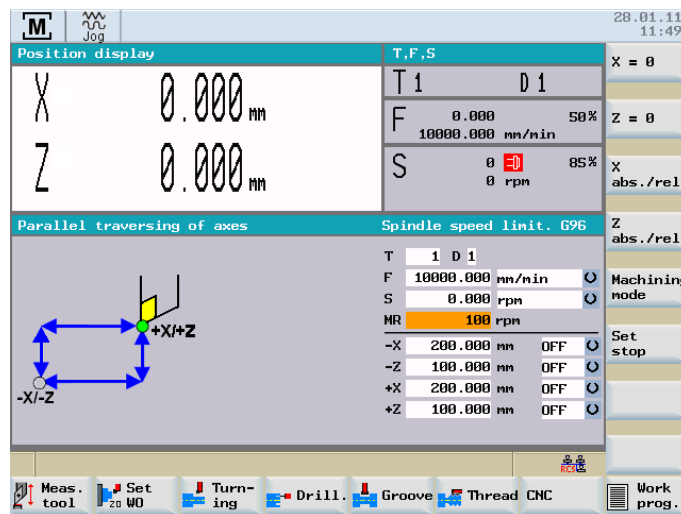 M
Jog
28.01.11
11:49
Position display
T,F,S
X 0.000 mm
Z 0.000 mm
T 1 D 1
F 0.000 50%
10000.000 mm/min
S 0 85%
0 rpm
Parallel traversing of axes
+X/+Z
-X/-Z
Spindle speed limit. G96
T 1 D 1
F 10000.000 mm/min
S 0.000 rpm
MR 100 rpm
-X 200.000 mm OFF
-Z 100.000 mm OFF
+X 200.000 mm OFF
+Z 100.000 mm OFF
RCS
X = 0
Z = 0
X
abs./rel
Z
abs./rel
Machining
mode
Set
stop
Meas.
tool
Set
ZO WO
Turn-
ing
Drill.
Groove
Thread
CNC
Work
prog.